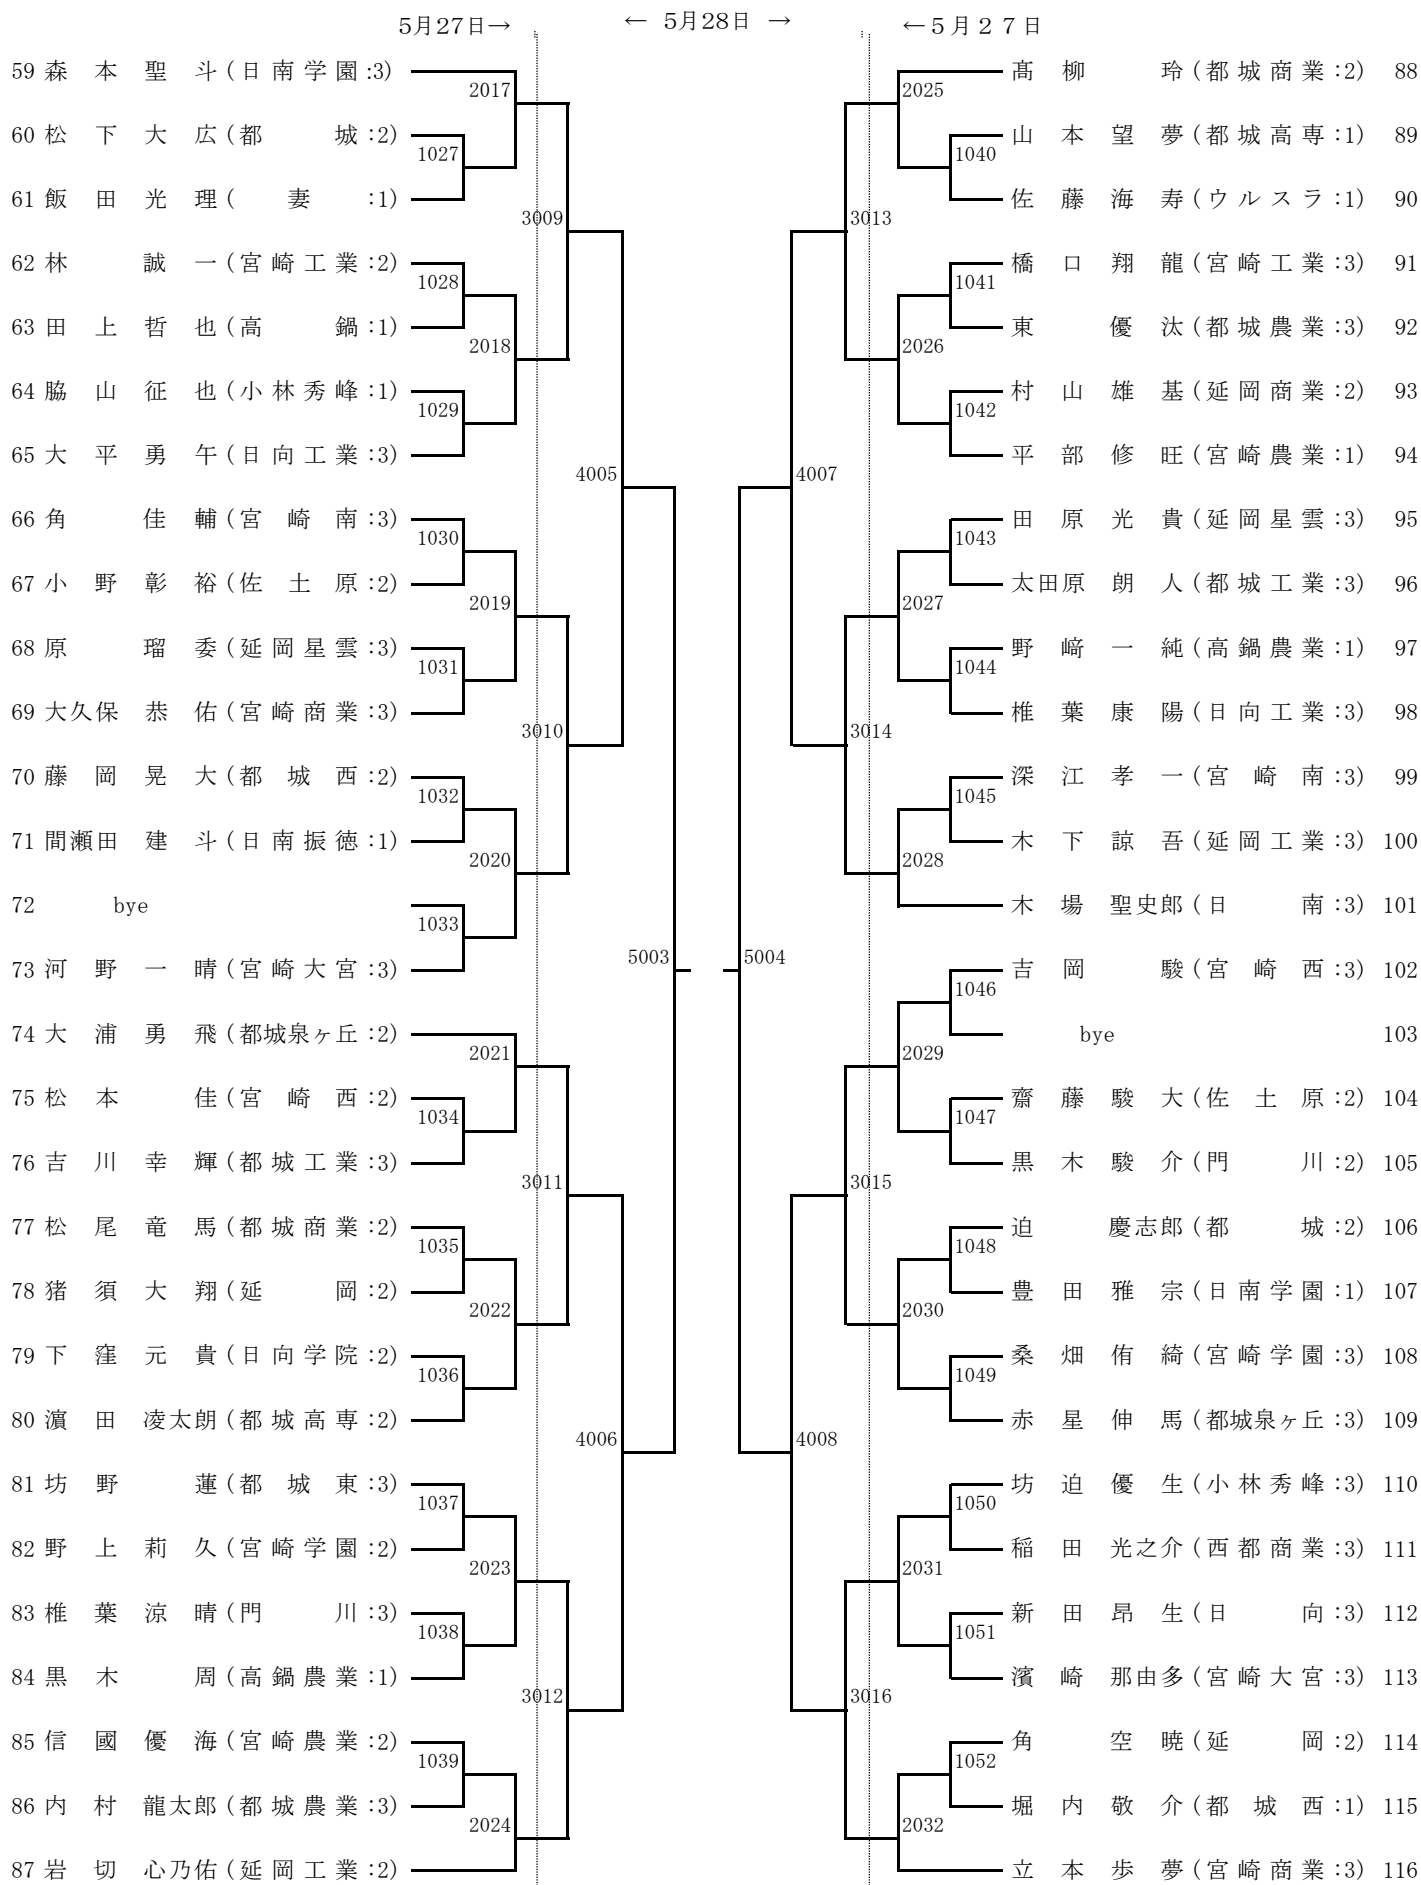 5月27日→ ← 5月28日 → ←５月２７日
59 森本聖斗(日南学園:3)
2017
60 松下大広(都城:2)
1027
61 飯田光理(妻:1)
3009
62 林誠一(宮崎工業:2)
1028
63 田上哲也(高鍋:1)
2018
64 脇山征也(小林秀峰:1)
1029
65 大平勇午(日向工業:3)
4005
66 角佳輔(宮崎南:3)
1030
67 小野彰裕(佐土原:2)
2019
68 原瑠委(延岡星雲:3)
1031
69 大久保恭佑(宮崎商業:3)
3010
70 藤岡晃大(都城西:2)
1032
71 間瀬田建斗(日南振徳:1)
2020
72 bye
1033
73 河野一晴(宮崎大宮:3)
5003
74 大浦勇飛(都城泉ヶ丘:2)
2021
75 松本佳(宮崎西:2)
1034
76 吉川幸輝(都城工業:3)
3011
77 松尾竜馬(都城商業:2)
1035
78 猪須大翔(延岡:2)
2022
79 下窪元貴(日向学院:2)
1036
80 濵田凌太朗(都城高専:2)
4006
81 坊野蓮(都城東:3)
1037
82 野上莉久(宮崎学園:2)
2023
83 椎葉涼晴(門川:3)
1038
84 黒木周(高鍋農業:1)
3012
85 信國優海(宮崎農業:2)
1039
86 内村龍太郎(都城農業:3)
2024
87 岩切心乃佑(延岡工業:2)
髙柳玲(都城商業:2) 88
2025
山本望夢(都城高専:1) 89
1040
佐藤海寿(ウルスラ:1) 90
3013
橋口翔龍(宮崎工業:3) 91
1041
東優汰(都城農業:3) 92
2026
村山雄基(延岡商業:2) 93
1042
平部修旺(宮崎農業:1) 94
4007
田原光貴(延岡星雲:3) 95
1043
太田原朗人(都城工業:3) 96
2027
野﨑一純(高鍋農業:1) 97
1044
椎葉康陽(日向工業:3) 98
3014
深江孝一(宮崎南:3) 99
1045
木下諒吾(延岡工業:3) 100
2028
木場聖史郎(日南:3) 101
5004
吉岡駿(宮崎西:3) 102
1046
bye 103
2029
齋藤駿大(佐土原:2) 104
1047
黒木駿介(門川:2) 105
3015
迫慶志郎(都城:2) 106
1048
豊田雅宗(日南学園:1) 107
2030
桑畑侑綺(宮崎学園:3) 108
1049
赤星伸馬(都城泉ヶ丘:3) 109
4008
坊迫優生(小林秀峰:3) 110
1050
稲田光之介(西都商業:3) 111
2031
新田昂生(日向:3) 112
1051
濱崎那由多(宮崎大宮:3) 113
3016
角空暁(延岡:2) 114
1052
堀内敬介(都城西:1) 115
2032
立本歩夢(宮崎商業:3) 116